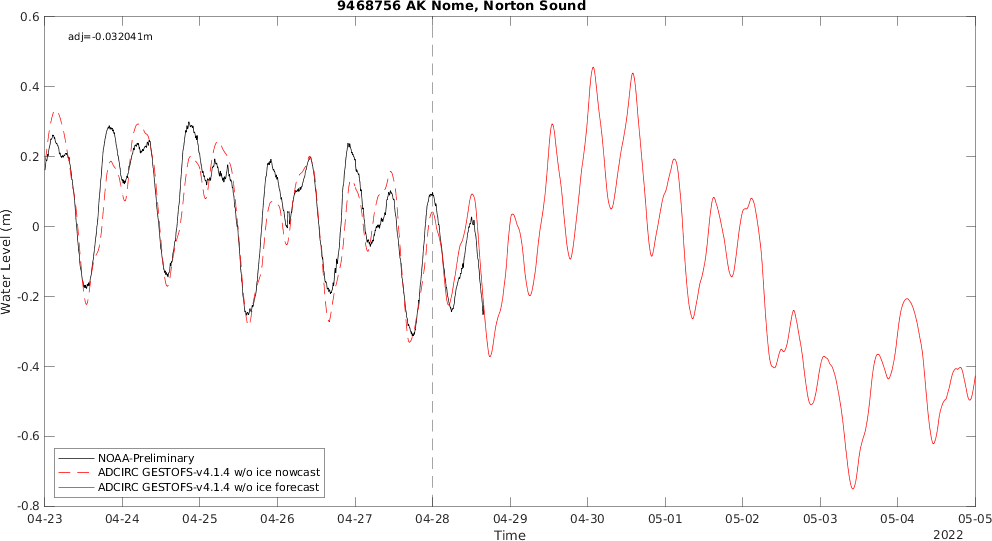 9468756 AK Nome, Norton Sound
adj=-0.032041m
0.6
0.4
0.2
0
-0.2
-0.4
-0.6
-0.8
Water Level (m)
NOAA-Preliminary
ADCIRC GESTOFS-v4.1.4 w/o ice nowcast
ADCIRC GESTOFS-v4.1.4 w/o ice forecast
04-23 04-24 04-25 04-26 04-27 04-28 04-29 04-30 05-01 05-02 05-03 05-04 05-05
Time
2022